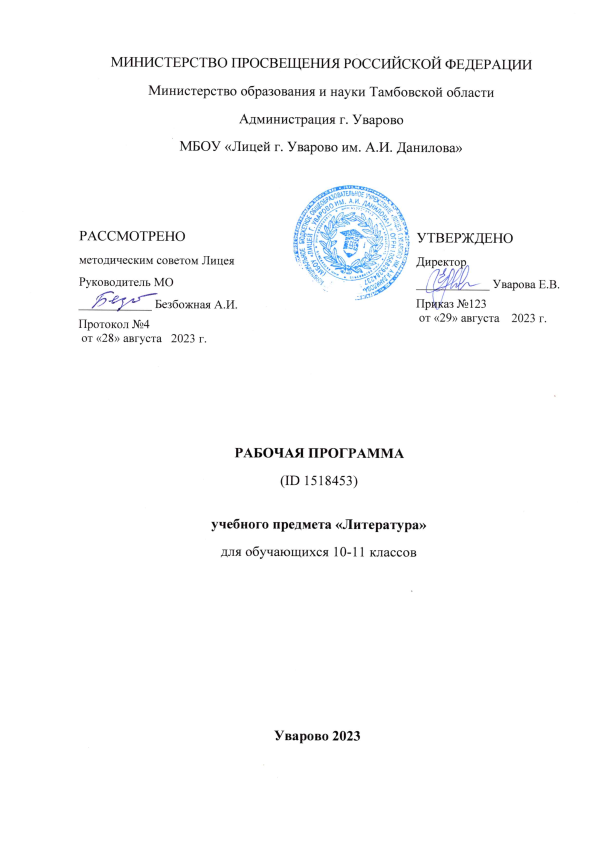 МИНИСТЕРСТВО ПРОСВЕЩЕНИЯ РОССИЙСКОЙ ФЕДЕРАЦИИ
Министерство образования и науки Тамбовской области
Администрация г. Уварово
МБОУ «Лицей г. Уварово им. А.И. Данилова»
РАССМОТРЕНО
методическим советом Лицея
Руководитель МО
Безбожная А.И.
Протокол №4
от «28» августа 2023 г.
УТВЕРЖДЕНО
Директор
Уварова Е.В.
Приказ №123
от «29» августа 2023 г.
РАБОЧАЯ ПРОГРАММА
(ID 1518453)
учебного предмета «Литература»
для обучающихся 10-11 классов
Уварово 2023